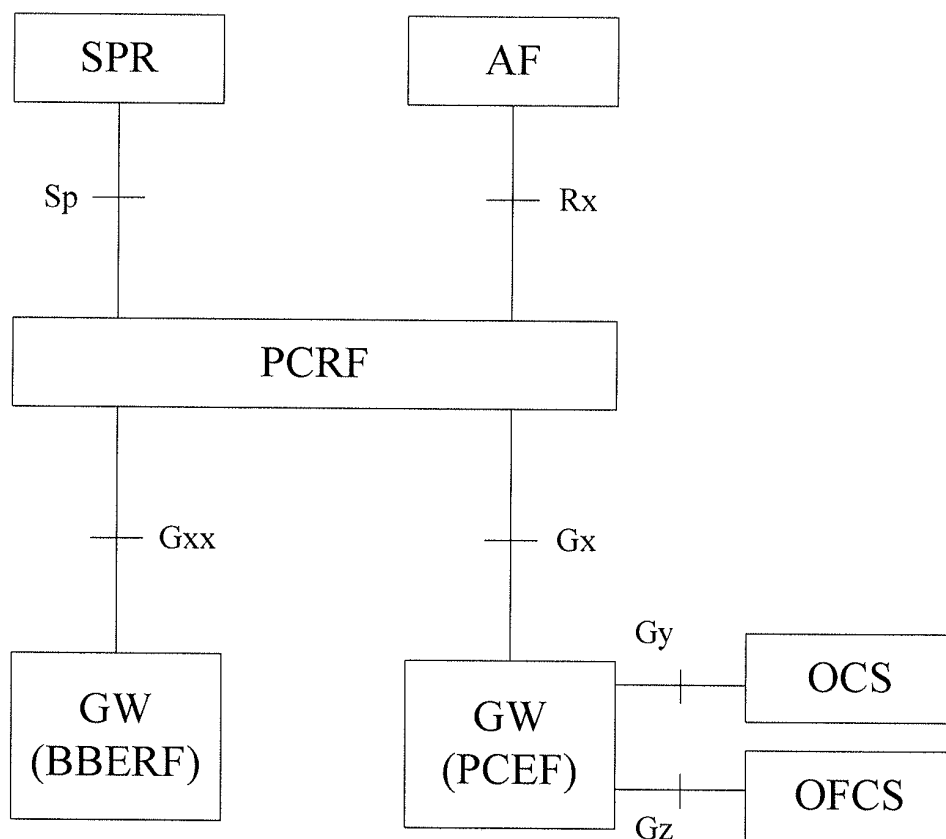 SPR
AF
Sp
Rx
PCRF
Gxx
Gx
Gy
GW
(BBERF)
GW
(PCEF)
OCS
OFCS
Gz